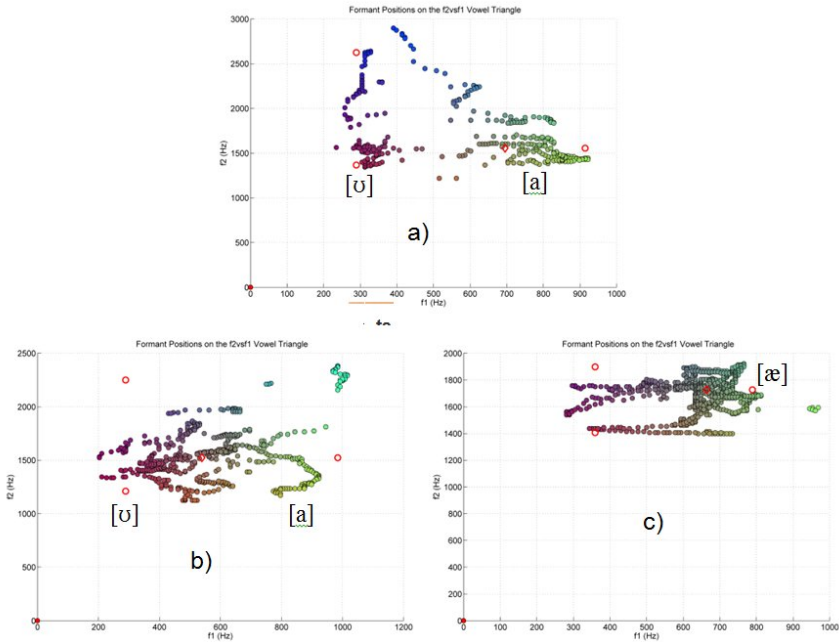 Formant Positions on the f2vsf1 Vowel Triangle
3000
2500
2000
1500
1000
500
0
f2 (Hz)
[ʊ]
[a]
a)
0 100 200 300 400 500 600 700 800 900 1000
f1 (Hz)
Formant Positions on the f2vsf1 Vowel Triangle
2500
2000
1500
1000
500
0
f2 (Hz)
[ʊ]
[a]
b)
200 400 600 800 1000 1200
f1 (Hz)
Formant Positions on the f2vsf1 Vowel Triangle
2000
1800
1600
1400
1200
1000
800
600
400
200
0
f2 (Hz)
[æ]
c)
0 100 200 300 400 500 600 700 800 900 1000
f1 (Hz)